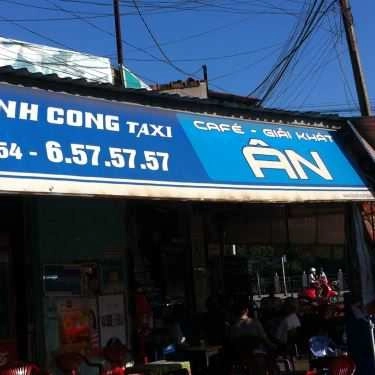 NH CONG TAXI
54 - 6.57.57.57
CAFÉ - GIẢI KHÁT
ÂN